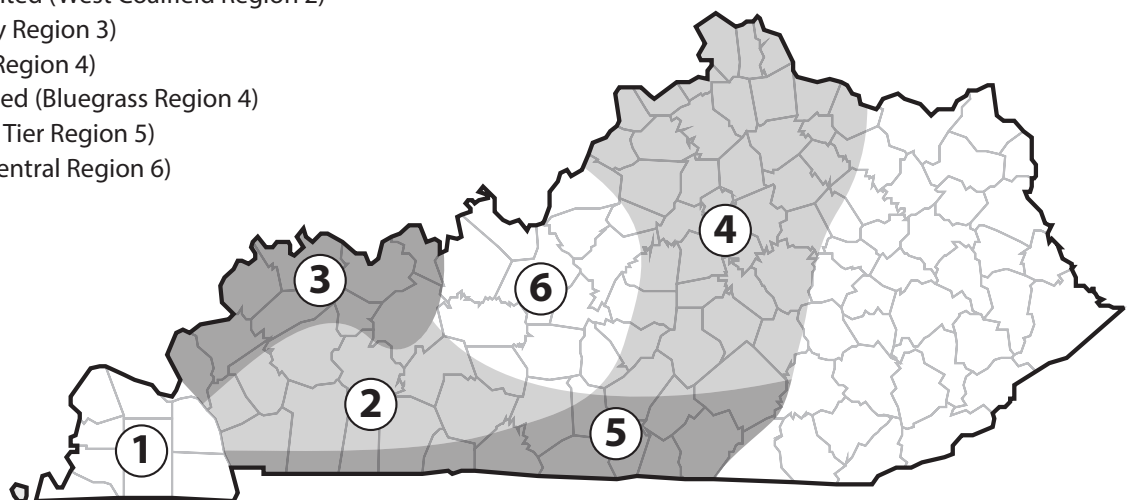 ited (West Coalfield Region 2)
y Region 3)
Region 4)
ed (Bluegrass Region 4)
Tier Region 5)
entral Region 6)
4
3
6
2
5
1